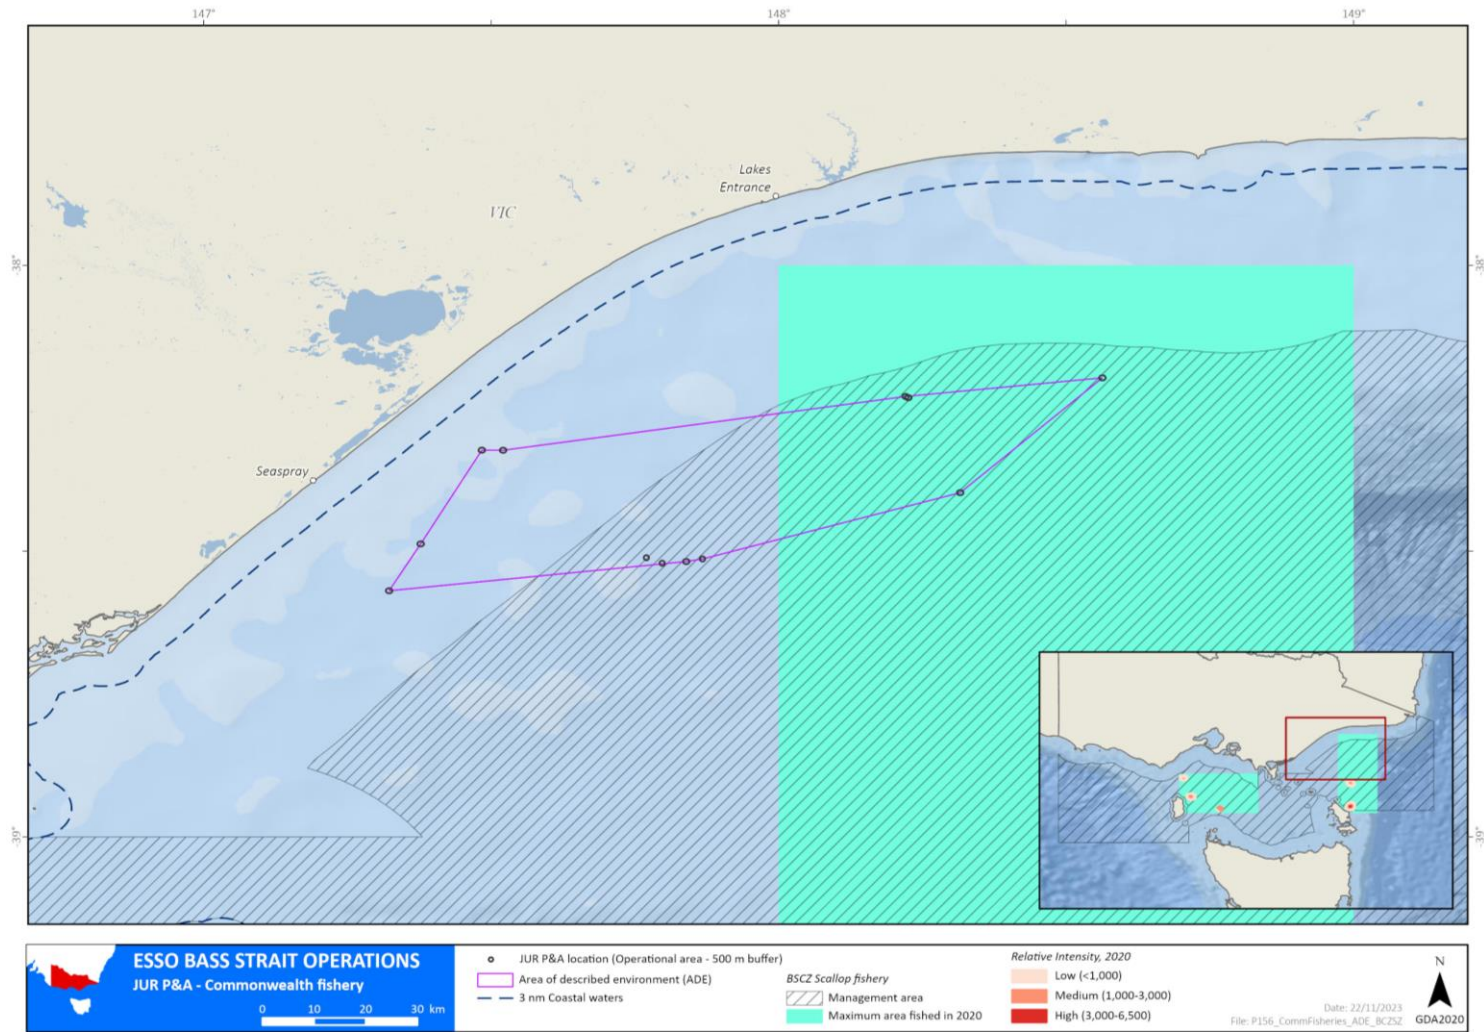 147°
148°
149°
-38°
-38°
Lakes
Entrance
VIC
Seaspray
-39°
-39°
ESSO BASS STRAIT OPERATIONS
JUR P&A - Commonwealth fishery
0 10 20 30 km
JUR P&A location (Operational area - 500 m buffer)
Area of described environment (ADE)
3 nm Coastal waters
BSCZ Scallop fishery
Management area
Maximum area fished in 2020
Relative Intensity, 2020
Low (<1,000)
Medium (1,000-3,000)
High (3,000-6,500)
N
Date: 22/11/2023
File: P156_CommFisheries_ADE_BCZSZ
GDA2020